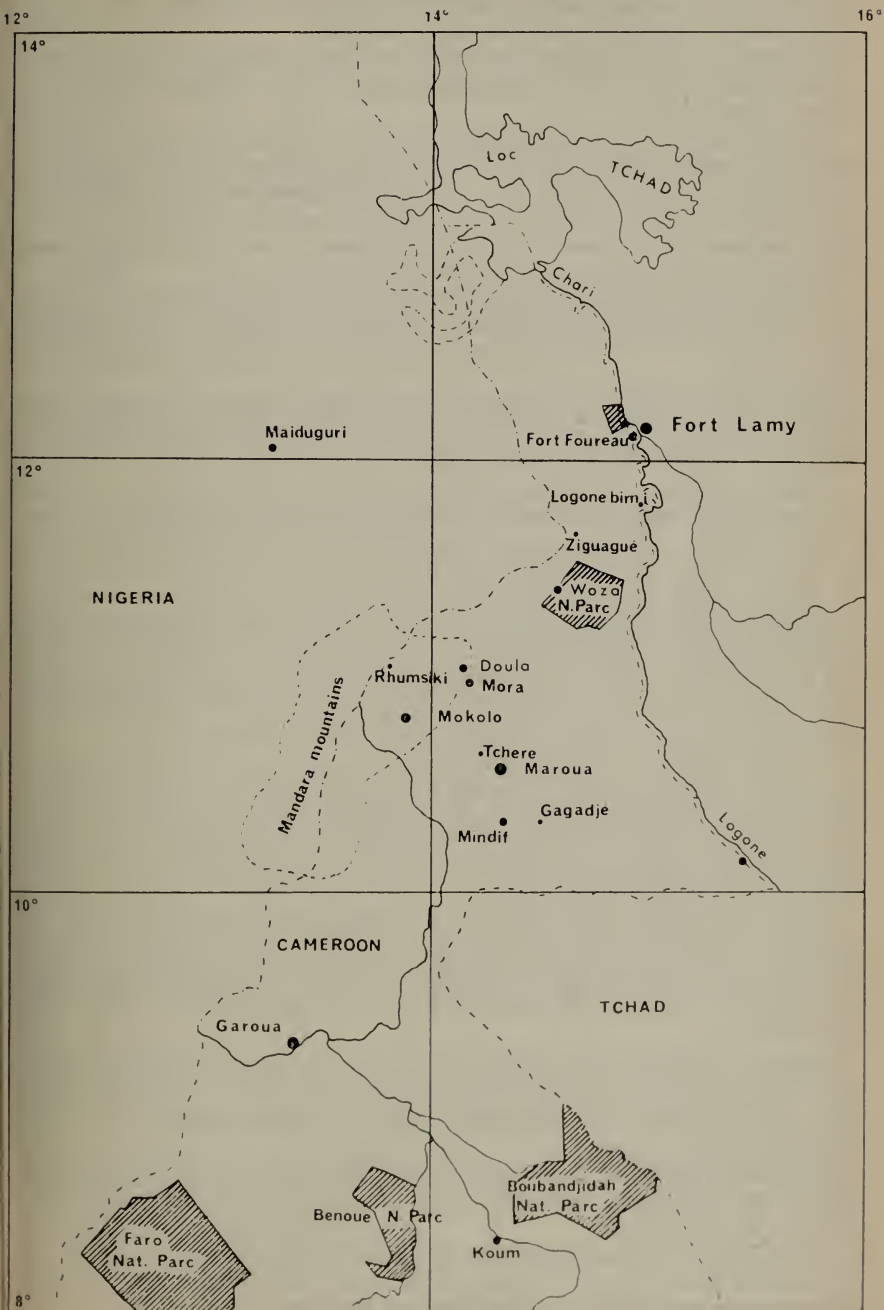 12°
14°
16°
14°
LOC
TCHAD
Chari
Fort Lamy
Maiduguri
Fort Foureau
12°
Logone birni
Ziguagué
NIGERIA
Woza
N. Parc
Doula
Rhumsiki
Mora
Mandara mountains
Mokolo
Tchere
Maroua
Gagadje
Mindif
Logone
10°
CAMEROON
TCHAD
Garoua
Boubandjidah
Nat. Parc
Benoue N Parc
Faro
Nat. Parc
Koum
8°